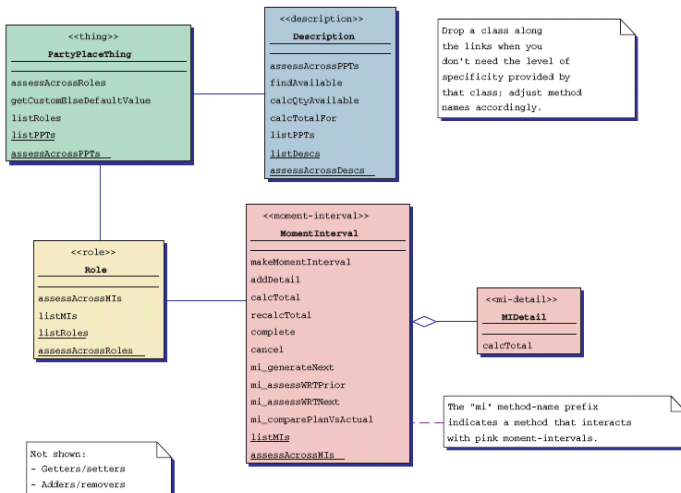 <<thing>>
PartyPlaceThing
assessAcrossRoles
getCustomElseDefaultValue
listRoles
listPPTs
assessAcrossPPTs
<<description>>
Description
assessAcrossPPTs
findAvailable
calcQtyAvailable
calcTotalFor
listPPTs
listDescs
assessAcrossDescs
Drop a class along
the links when you
don't need the level of
specificity provided by
that class; adjust method
names accordingly.
<<role>>
Role
assessAcrossMIs
listMIs
listRoles
assessAcrossRoles
<<moment-interval>>
MomentInterval
makeMomentInterval
addDetail
calcTotal
recalcTotal
complete
cancel
mi_generateNext
mi_assessWRTPrior
mi_assessWRTNext
mi_comparePlanVsActual
listMIs
assessAcrossMIs
<<mi-detail>>
MIDetail
calcTotal
The "mi" method-name prefix
indicates a method that interacts
with pink moment-intervals.
Not shown:
- Getters/setters
- Adders/removers